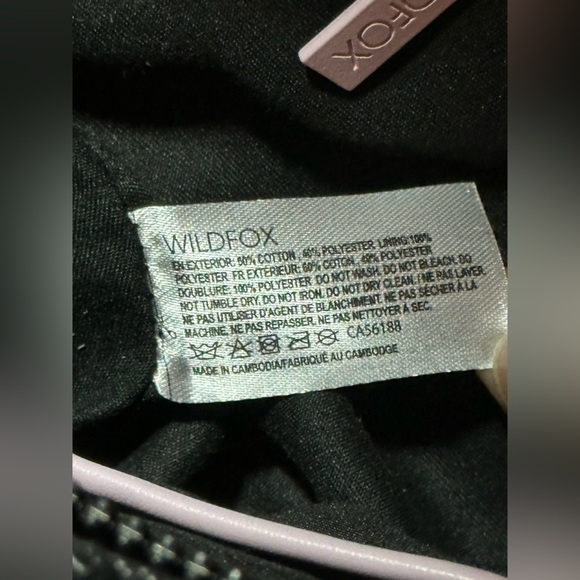 WILDFOX
WILDFOX
EN EXTERIOR: 60% COTTON, 40% POLYESTER. LINING: 100%
POLYESTER. FR EXTÉRIEUR: 60% COTON, 40% POLYESTER
DOUBLURE: 100% POLYESTER. DO NOT WASH. DO NOT BLEACH. DO
NOT TUMBLE DRY. DO NOT IRON. DO NOT DRY CLEAN. / NE PAS LAVER.
NE PAS UTILISER D'AGENT DE BLANCHIMENT. NE PAS SÉCHER À LA
MACHINE. NE PAS REPASSER. NE PAS NETTOYER À SEC.
CA56188
MADE IN CAMBODIA/FABRIQUÉ AU CAMBODGE